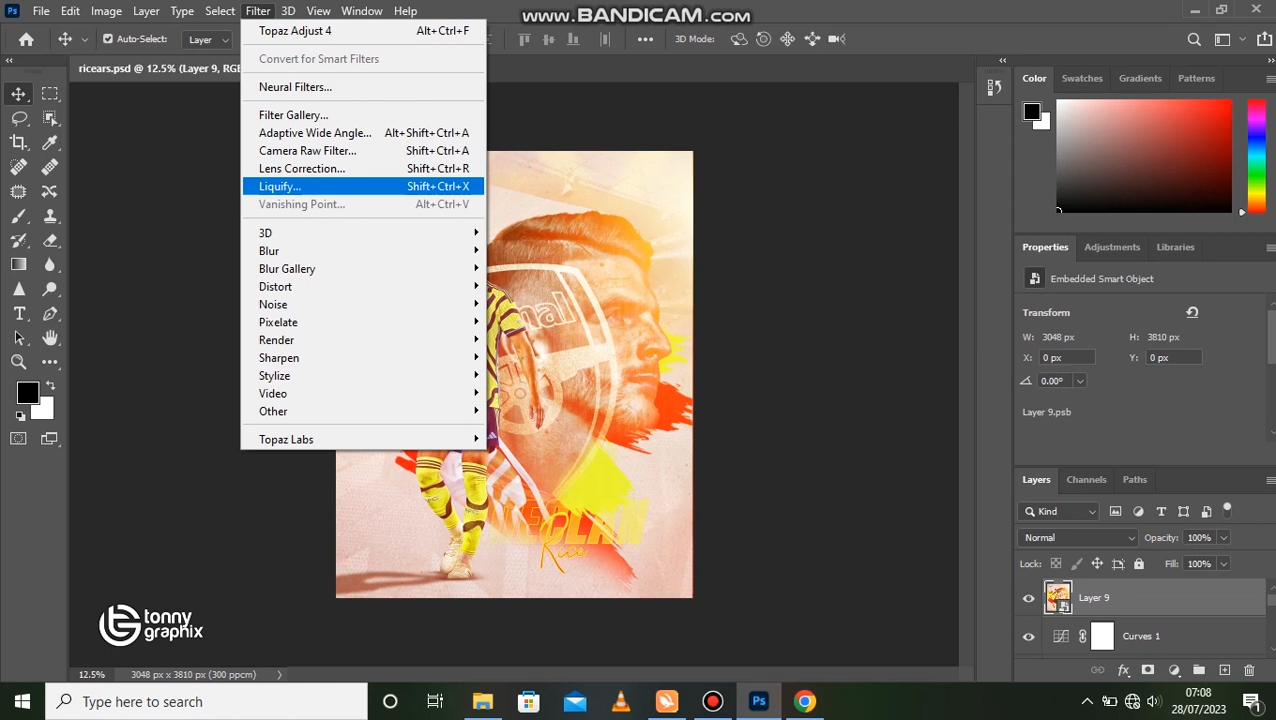 www.BANDICAM.com
Ps File Edit Image Layer Type Select Filter 3D View Window Help
Auto-Select: Layer 3D Mode:
ricears.psd @ 12.5% (Layer 9, RGB
Topaz Adjust 4 Alt+Ctrl+F
Convert for Smart Filters
Neural Filters...
Filter Gallery...
Adaptive Wide Angle... Alt+Shift+Ctrl+A
Camera Raw Filter... Shift+Ctrl+A
Lens Correction... Shift+Ctrl+R
Liquify... Shift+Ctrl+X
Vanishing Point... Alt+Ctrl+V
3D
Blur
Blur Gallery
Distort
Noise
Pixelate
Render
Sharpen
Stylize
Video
Other
Topaz Labs
nal
ECLAN
Rice
tonny
graphix
12.5% 3048 px x 3810 px (300 ppcm)
Color Swatches Gradients Patterns
Properties Adjustments Libraries
Embedded Smart Object
Transform
W: 3048 px H: 3810 px
X: 0 px Y: 0 px
0.00°
Layer 9.psb
Layers Channels Paths
Kind
Normal Opacity: 100%
Lock: Fill: 100%
Layer 9
Curves 1
Type here to search
Ps
07:08
28/07/2023